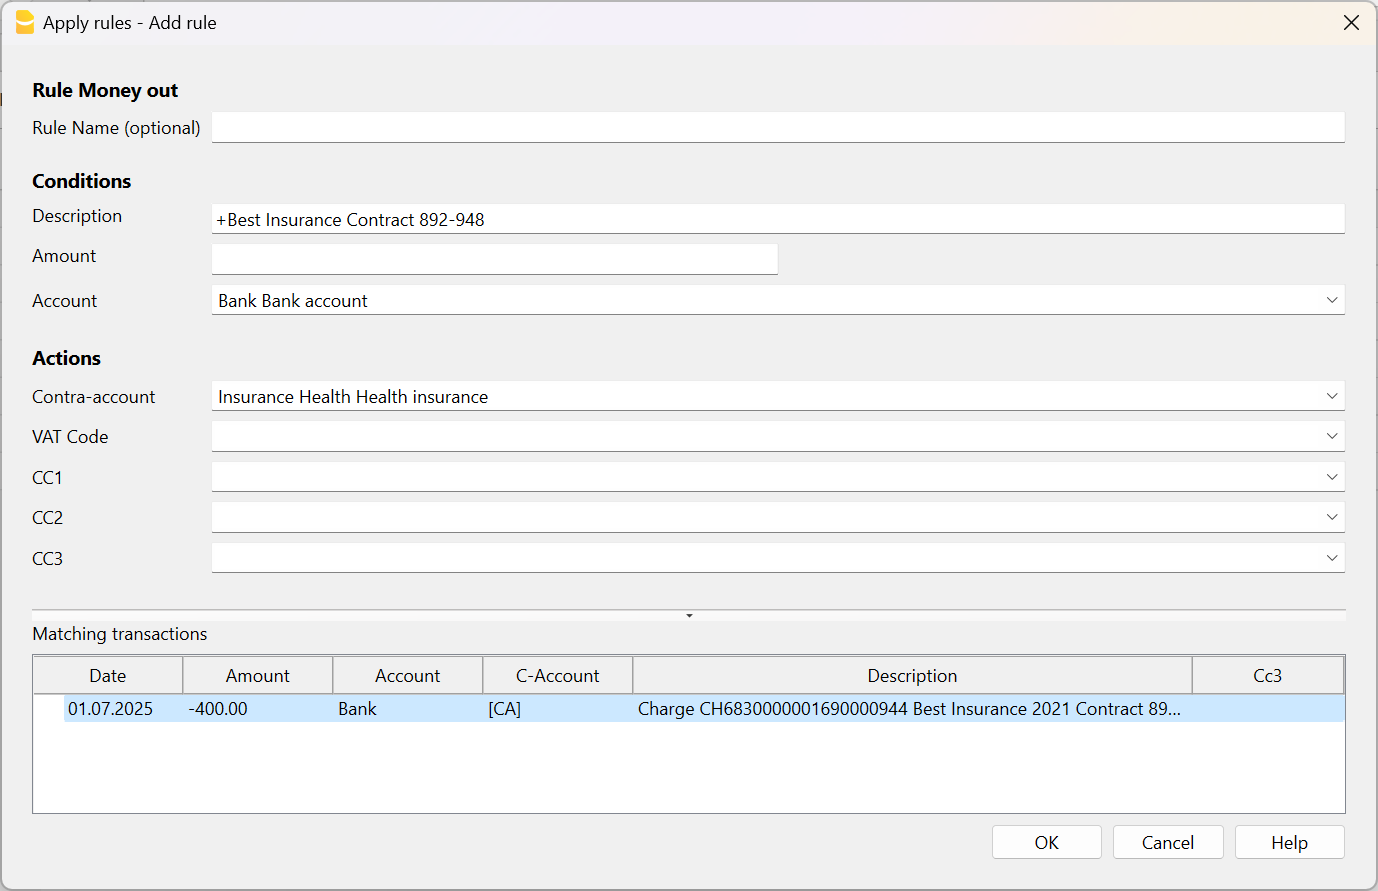 Apply rules - Add rule
Rule Money out
Rule Name (optional)
Conditions
Description +Best Insurance Contract 892-948
Amount
Account Bank Bank account
Actions
Contra-account Insurance Health Health insurance
VAT Code
CC1
CC2
CC3
Matching transactions
Date Amount Account C-Account Description Cc3
01.07.2025 -400.00 Bank [CA] Charge CH6830000001690000944 Best Insurance 2021 Contract 89...
OK Cancel Help